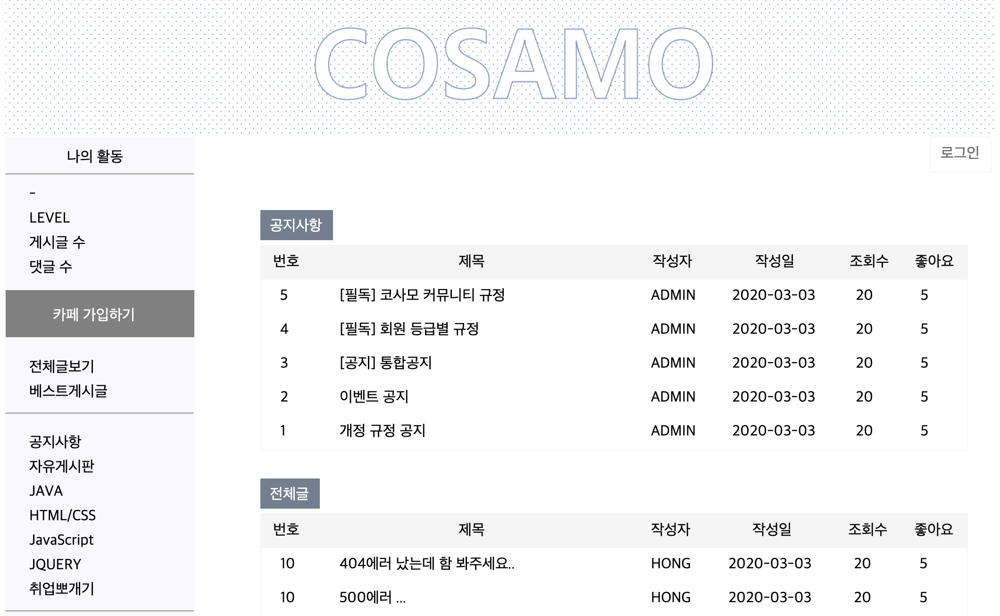 COSAMO
로그인
나의 활동
-
LEVEL
게시글 수
댓글 수
카페 가입하기
전체글보기
베스트게시글
공지사항
자유게시판
JAVA
HTML/CSS
JavaScript
JQUERY
취업뽀개기
공지사항
번호 제목 작성자 작성일 조회수 좋아요
5 [필독] 코사모 커뮤니티 규정 ADMIN 2020-03-03 20 5
4 [필독] 회원 등급별 규정 ADMIN 2020-03-03 20 5
3 [공지] 통합공지 ADMIN 2020-03-03 20 5
2 이벤트 공지 ADMIN 2020-03-03 20 5
1 개정 규정 공지 ADMIN 2020-03-03 20 5
전체글
번호 제목 작성자 작성일 조회수 좋아요
10 404에러 났는데 함 봐주세요.. HONG 2020-03-03 20 5
10 500에러 ... HONG 2020-03-03 20 5